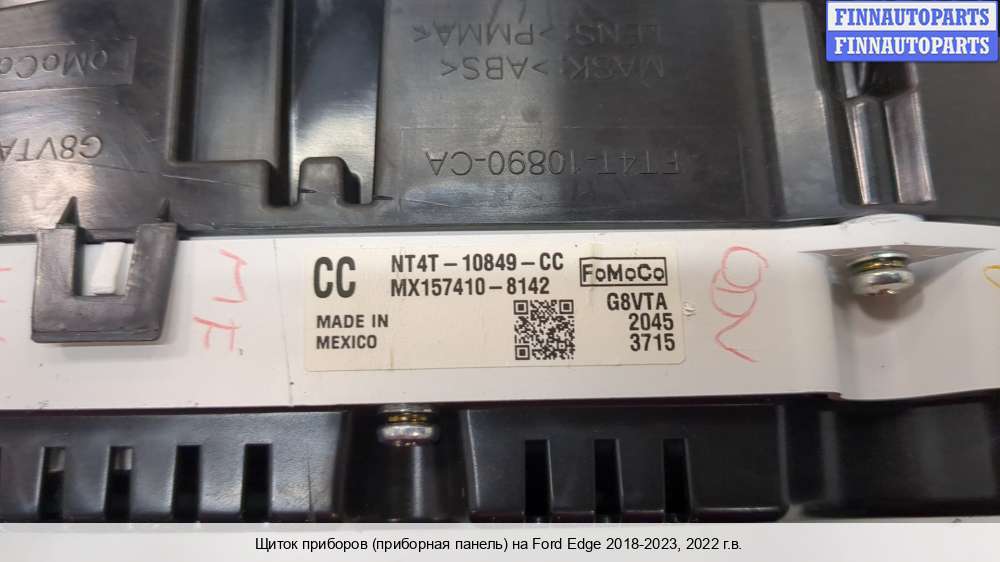 FINNAUTOPARTS
FINNAUTOPARTS
LENS:>PMMA<
MASK:>ABS<
FoMoCo
G8VTA
FT4T-10890-CA
CC
NT4T-10849-CC
MX157410-8142
FoMoCo
G8VTA
2045
3715
MADE IN
MEXICO
Щиток приборов (приборная панель) на Ford Edge 2018-2023, 2022 г.в.